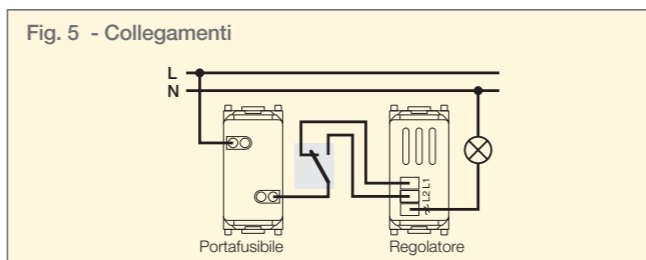 Fig. 5 - Collegamenti
L
N
L2 L1
Portafusibile
Regolatore